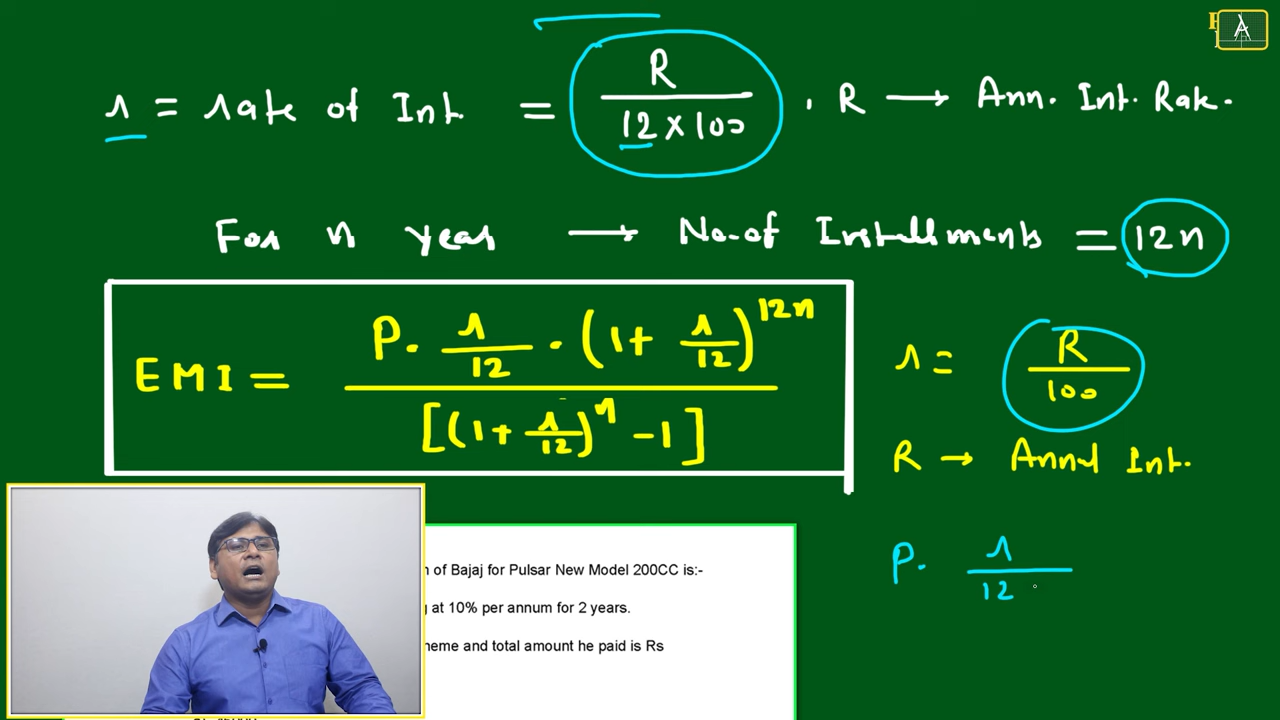 r = rate of Int. = R / 12 × 100 , R → Ann. Int. Rate.
For n year → No. of Installments = 12n
EMI = P. r/12 . (1 + r/12)^12n / [(1 + r/12)^n - 1]
r = R / 100
R → Annul Int.
P. r / 12
of Bajaj for Pulsar New Model 200CC is:-
at 10% per annum for 2 years.
and total amount he paid is Rs